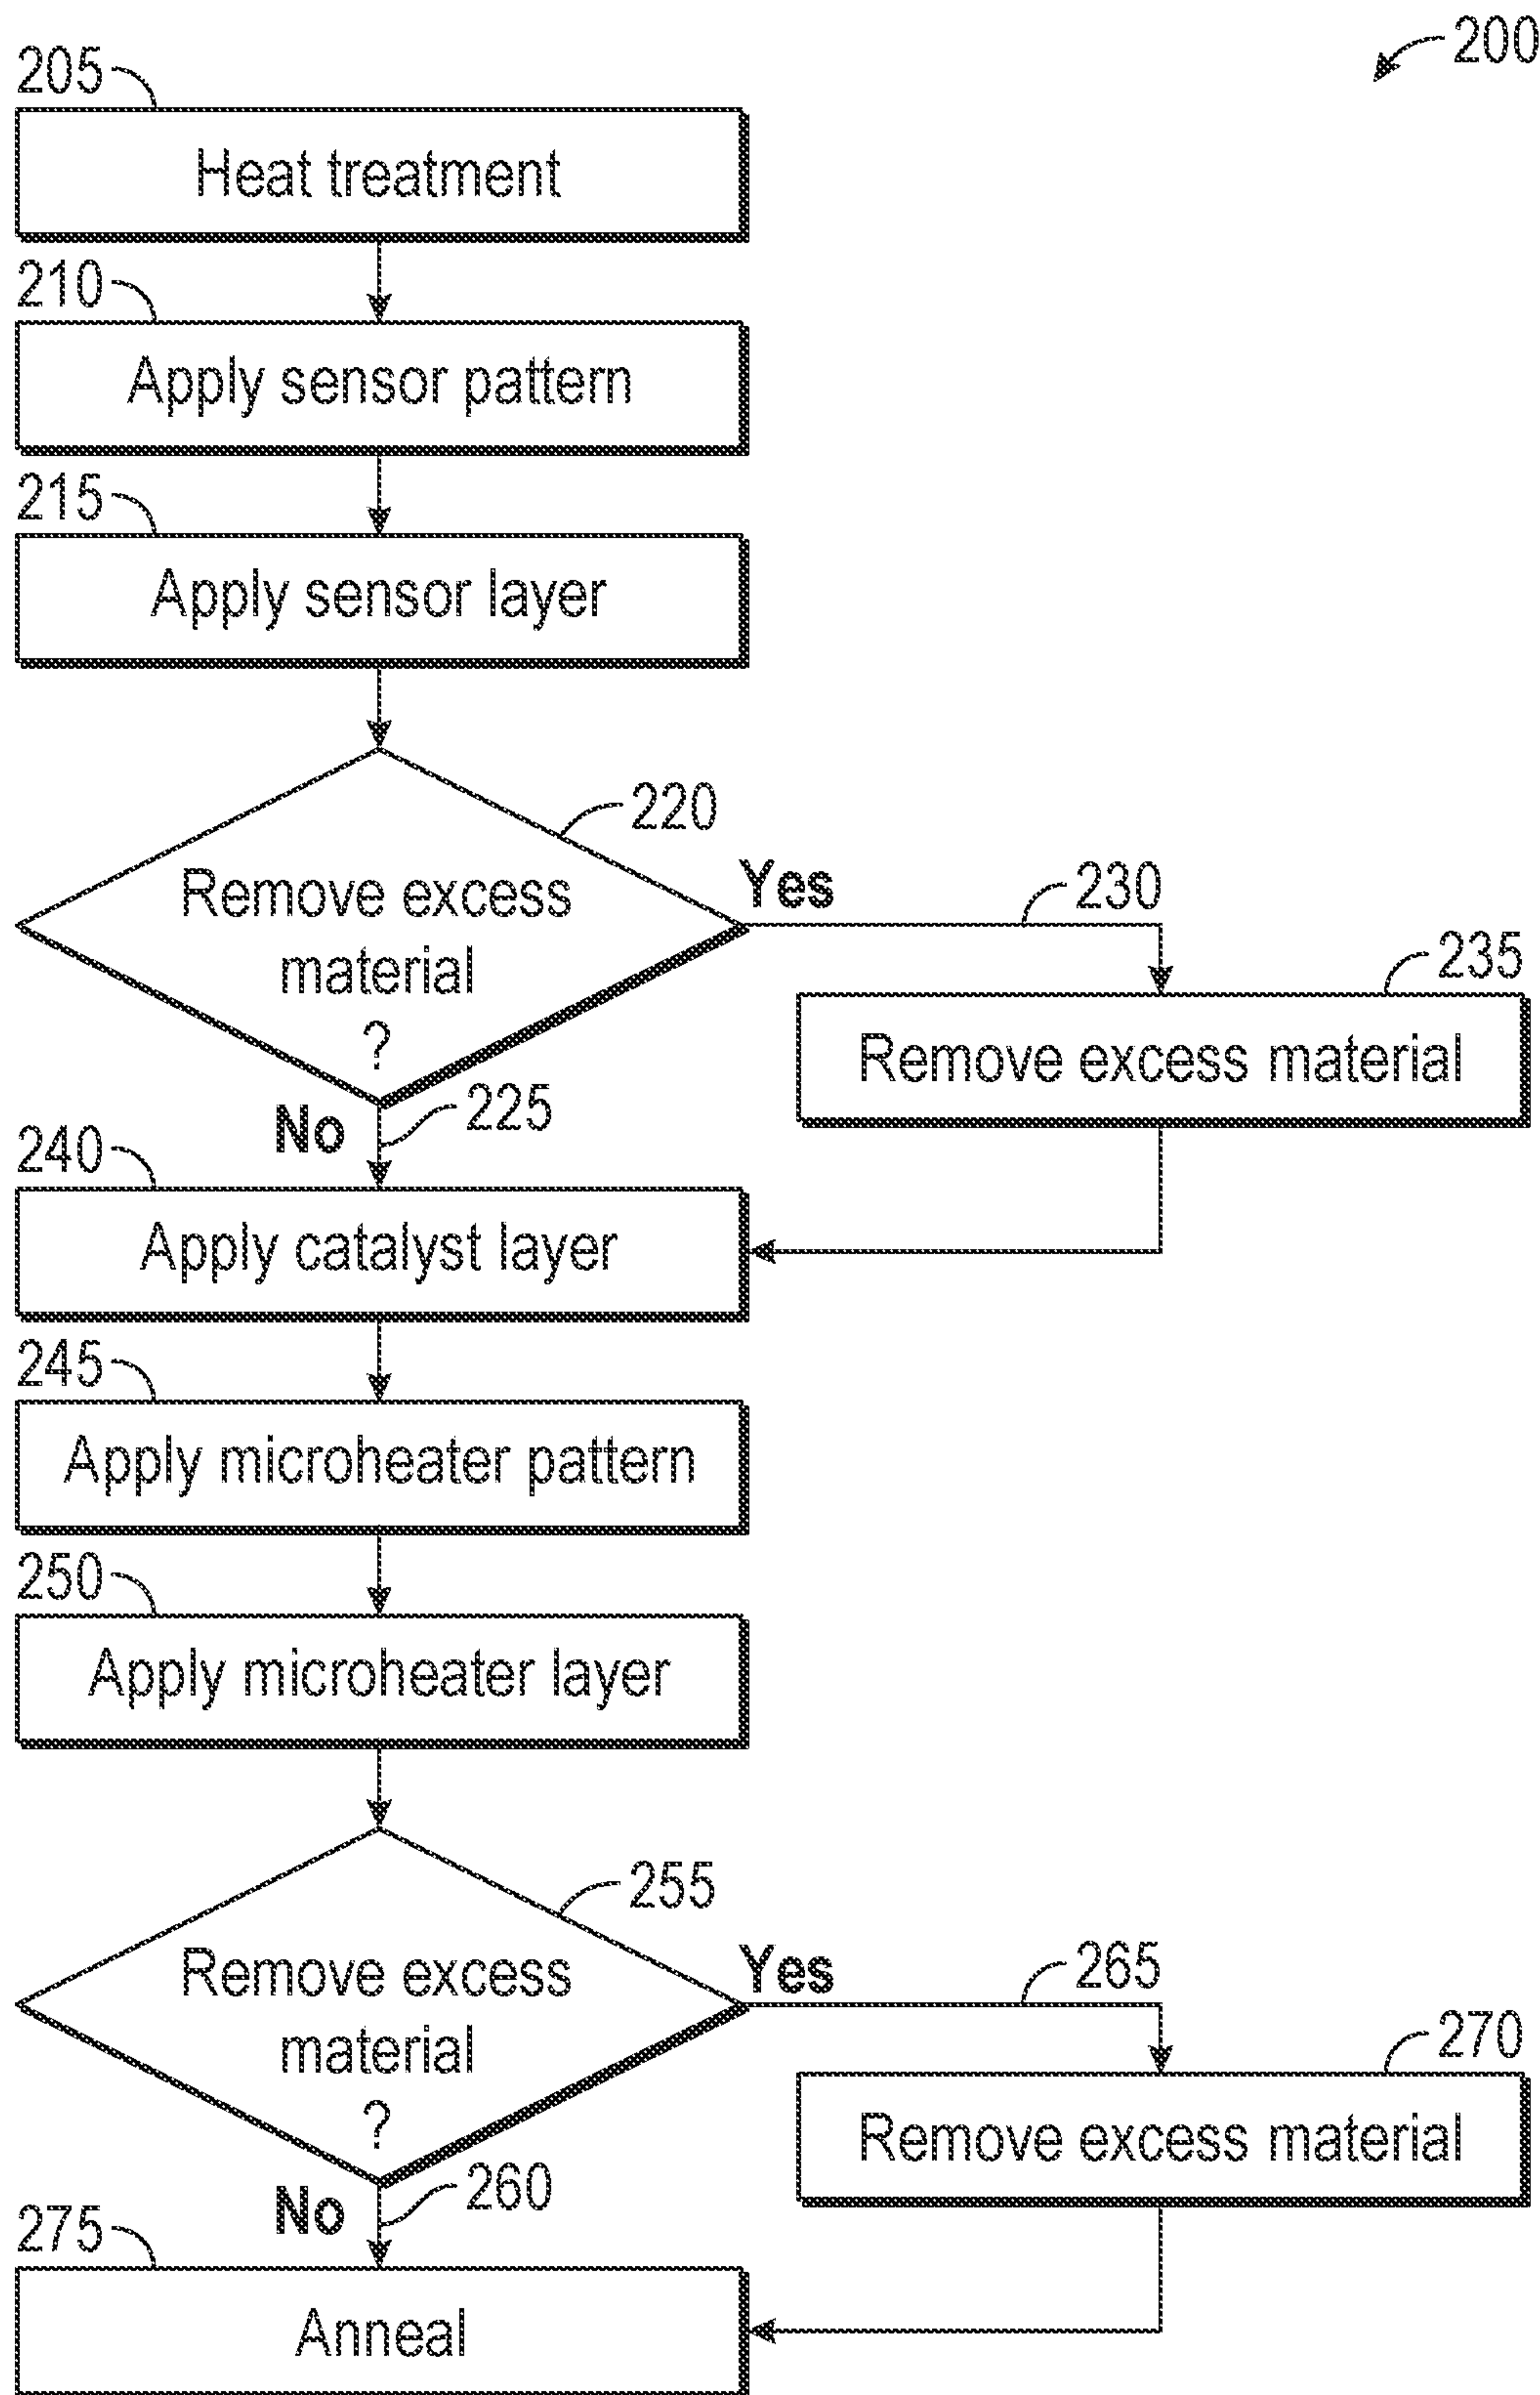 200
205
Heat treatment
210
Apply sensor pattern
215
Apply sensor layer
220
Remove excess
material
?
Yes
230
235
Remove excess material
No
225
240
Apply catalyst layer
245
Apply microheater pattern
250
Apply microheater layer
255
Remove excess
material
?
Yes
265
270
Remove excess material
No
260
275
Anneal